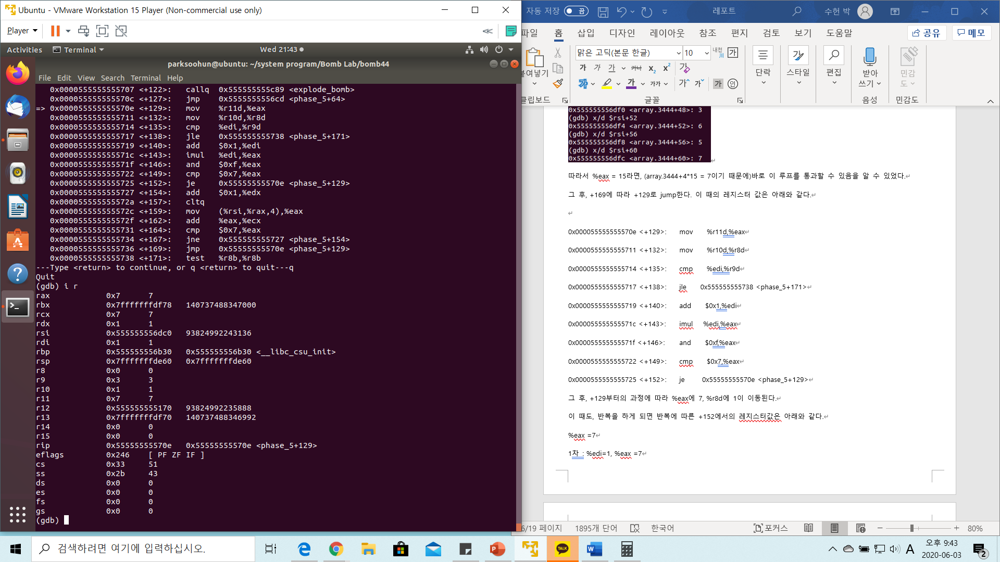 Ubuntu - VMware Workstation 15 Player (Non-commercial use only)
Player
Activities Terminal Wed 21:43
parksoohun@ubuntu: ~/system program/Bomb Lab/bomb44
File Edit View Search Terminal Help
0x0000555555555707 <+122>: callq 0x555555555c89 <explode_bomb>
0x000055555555570c <+127>: jmp 0x5555555556cd <phase_5+64>
=> 0x000055555555570e <+129>: mov %r11d,%eax
0x0000555555555711 <+132>: mov %r10d,%r8d
0x0000555555555714 <+135>: cmp %edi,%r9d
0x0000555555555717 <+138>: jle 0x555555555738 <phase_5+171>
0x0000555555555719 <+140>: add $0x1,%edi
0x000055555555571c <+143>: imul %edi,%eax
0x000055555555571f <+146>: and $0xf,%eax
0x0000555555555722 <+149>: cmp $0x7,%eax
0x0000555555555725 <+152>: je 0x55555555570e <phase_5+129>
0x0000555555555727 <+154>: add $0x1,%edx
0x000055555555572a <+157>: cltq
0x000055555555572c <+159>: mov (%rsi,%rax,4),%eax
0x000055555555572f <+162>: add %eax,%ecx
0x0000555555555731 <+164>: cmp $0x7,%eax
0x0000555555555734 <+167>: jne 0x555555555727 <phase_5+154>
0x0000555555555736 <+169>: jmp 0x55555555570e <phase_5+129>
0x0000555555555738 <+171>: test %r8b,%r8b
---Type <return> to continue, or q <return> to quit---q
Quit
(gdb) i r
rax 0x7 7
rbx 0x7fffffffdf78 140737488347000
rcx 0x7 7
rdx 0x1 1
rsi 0x555555556dc0 93824992243136
rdi 0x1 1
rbp 0x555555556b30 0x555555556b30 <__libc_csu_init>
rsp 0x7fffffffde60 0x7fffffffde60
r8 0x0 0
r9 0x3 3
r10 0x1 1
r11 0x7 7
r12 0x555555555170 93824992235888
r13 0x7fffffffdf70 140737488346992
r14 0x0 0
r15 0x0 0
rip 0x55555555570e 0x55555555570e <phase_5+129>
eflags 0x246 [ PF ZF IF ]
cs 0x33 51
ss 0x2b 43
ds 0x0 0
es 0x0 0
fs 0x0 0
gs 0x0 0
(gdb)
자동 저장 끔 레포트 수헌 박
파일 홈 삽입 디자인 레이아웃 참조 편지 검토 보기 도움말 공유 메모
맑은 고딕(본문 한글) 10
단락 스타일 편집 받아쓰기 민감도
글꼴 음성 민감도
0x555555556df0 <array.3444+48>: 3
(gdb) x/d $rsi+52
0x555555556df4 <array.3444+52>: 6
(gdb) x/d $rsi+56
0x555555556df8 <array.3444+56>: 5
(gdb) x/d $rsi+60
0x555555556dfc <array.3444+60>: 7
따라서 %eax = 15라면, (array.3444+4*15 = 7이기 때문에)바로 이 루프를 통과할 수 있음을 알 수 있었다.
그 후, +169에 따라 +129로 jump한다. 이 때의 레지스터 값은 아래와 같다.
0x000055555555570e <+129>: mov %r11d,%eax
0x0000555555555711 <+132>: mov %r10d,%r8d
0x0000555555555714 <+135>: cmp %edi,%r9d
0x0000555555555717 <+138>: jle 0x555555555738 <phase_5+171>
0x0000555555555719 <+140>: add $0x1,%edi
0x000055555555571c <+143>: imul %edi,%eax
0x000055555555571f <+146>: and $0xf,%eax
0x0000555555555722 <+149>: cmp $0x7,%eax
0x0000555555555725 <+152>: je 0x55555555570e <phase_5+129>
그 후, +129부터의 과정에 따라 %eax에 7, %r8d에 1이 이동된다.
이 때도, 반복을 하게 되면 반복에 따른 +152에서의 레지스터값은 아래와 같다.
%eax =7
1차 : %edi=1, %eax =7
6/19 페이지 1895개 단어 한국어 포커스 80%
검색하려면 여기에 입력하십시오.
TALK
A
오후 9:43
2020-06-03
2